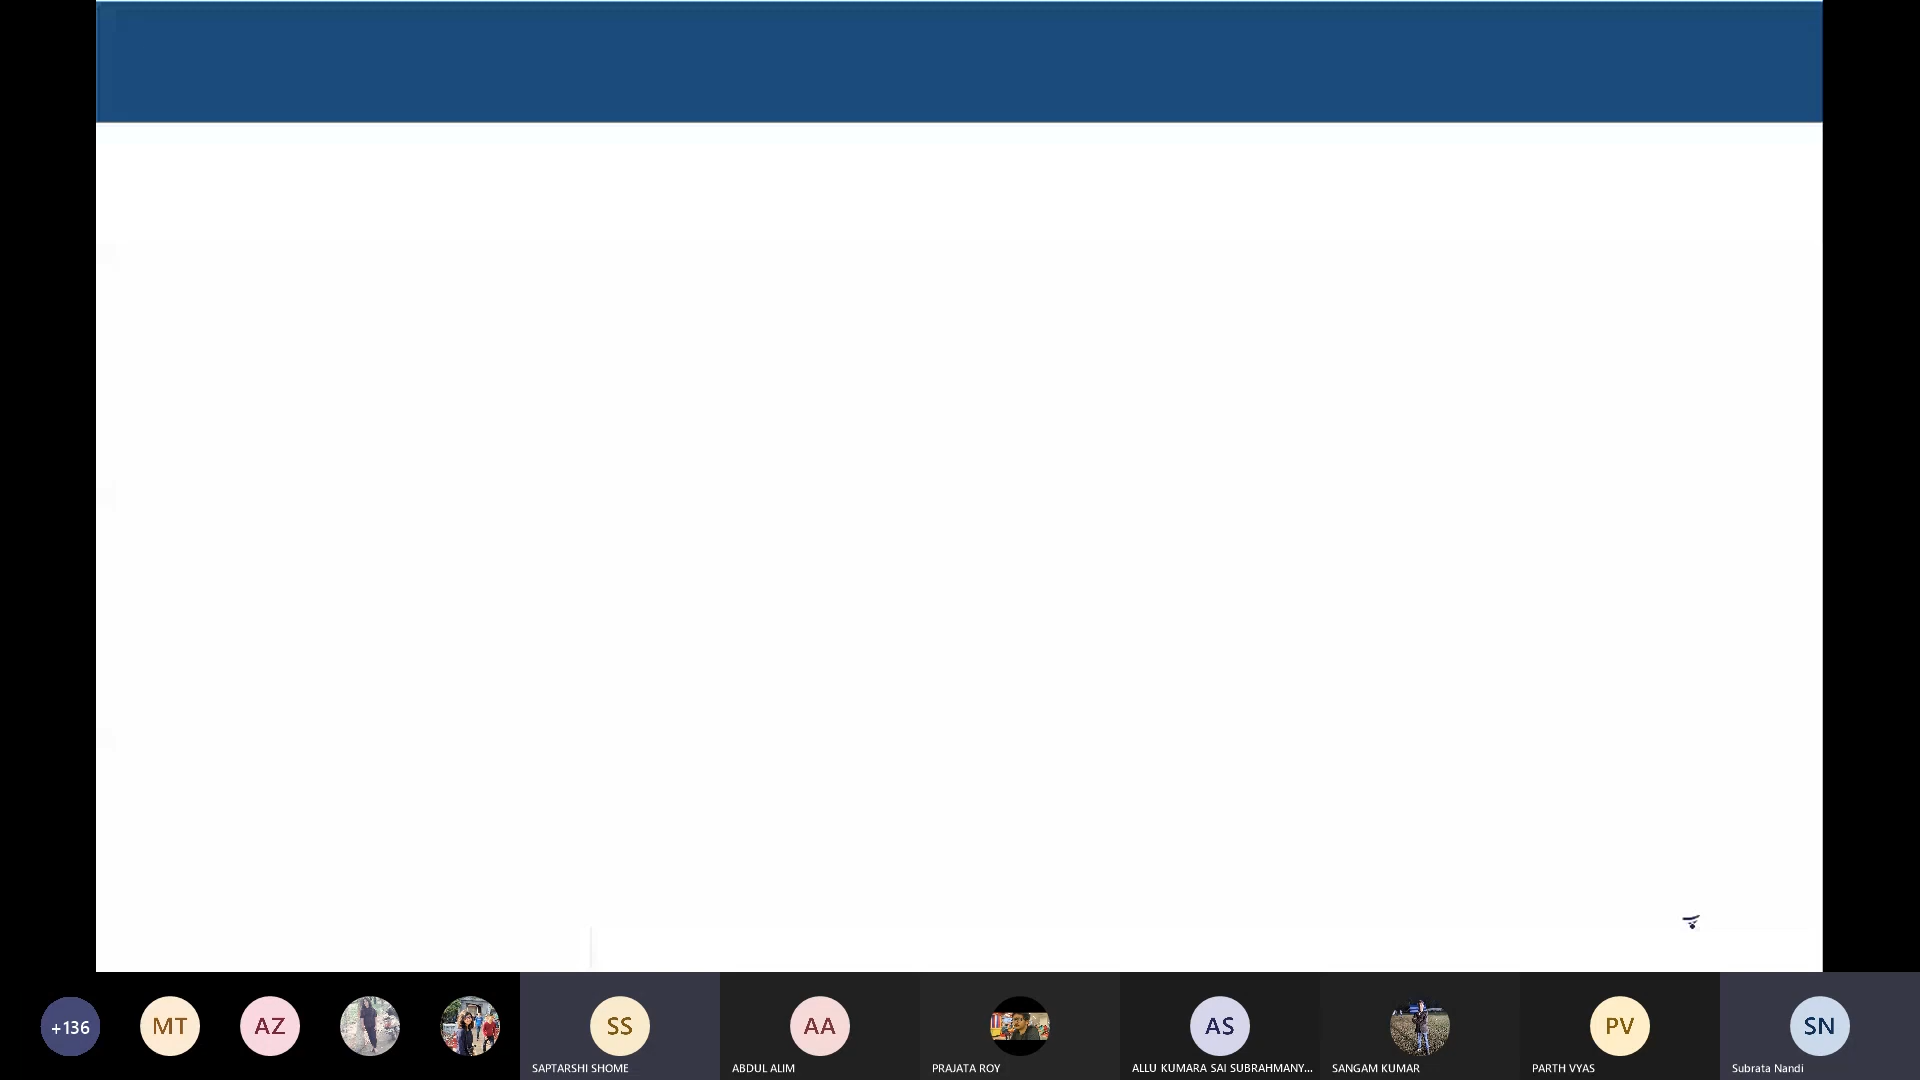 +136
MT
AZ
SS
SAPTARSHI SHOME
AA
ABDUL ALIM
PRAJATA ROY
AS
ALLU KUMARA SAI SUBRAHMANY...
SANGAM KUMAR
PV
PARTH VYAS
SN
Subrata Nandi